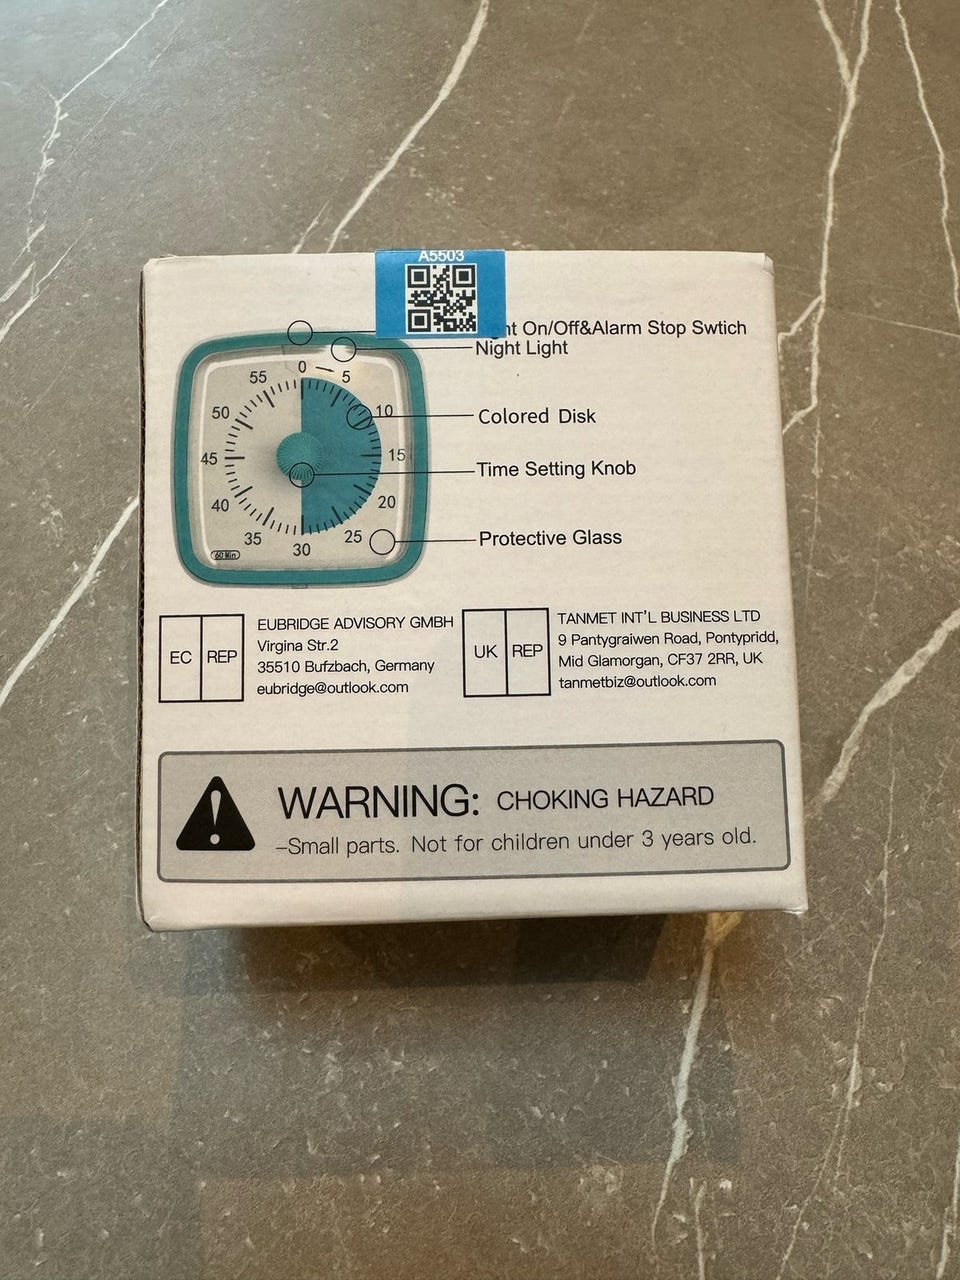 A5503
On/Off&Alarm Stop Swtich
Night Light
Colored Disk
Time Setting Knob
Protective Glass
0
5
10
15
20
25
30
35
40
45
50
55
60 Min
EC REP
EUBRIDGE ADVISORY GMBH
Virgina Str.2
35510 Bufzbach, Germany
eubridge@outlook.com
UK REP
TANMET INT'L BUSINESS LTD
9 Pantygraiwen Road, Pontypridd,
Mid Glamorgan, CF37 2RR, UK
tanmetbiz@outlook.com
WARNING: CHOKING HAZARD
–Small parts. Not for children under 3 years old.